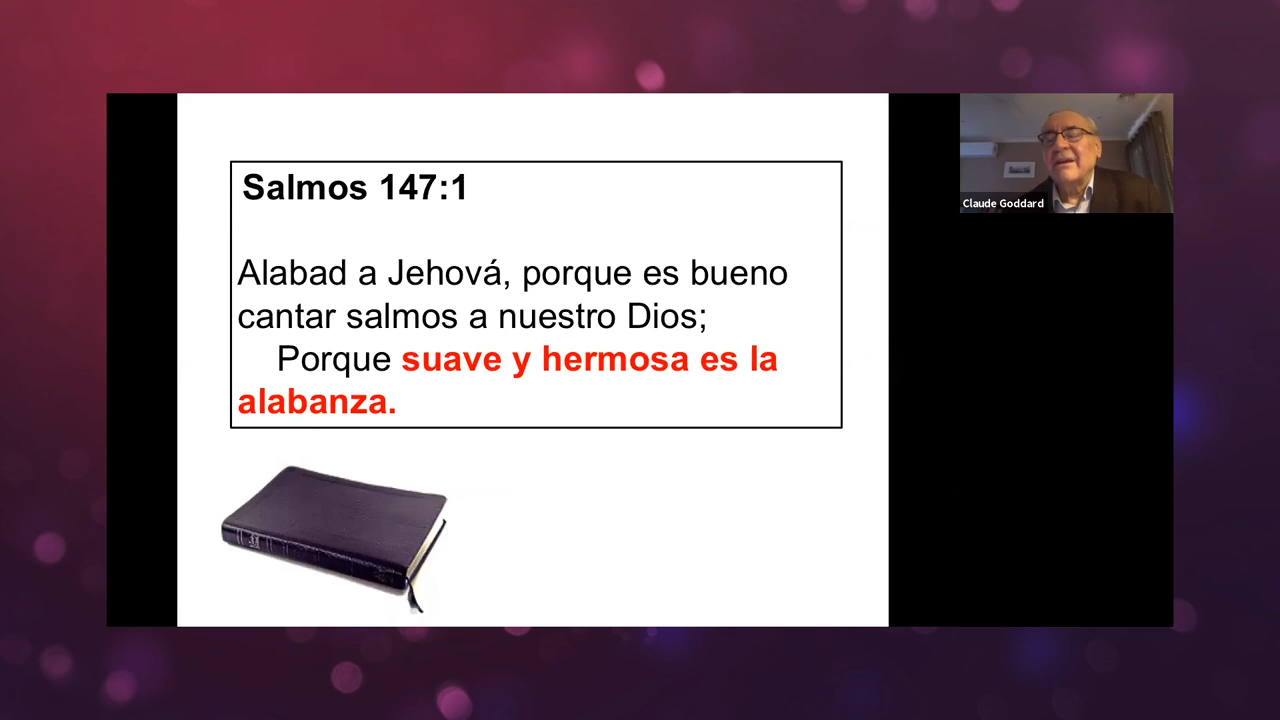 Salmos 147:1
Alabad a Jehová, porque es bueno
cantar salmos a nuestro Dios;
Porque suave y hermosa es la
alabanza.
Claude Goddard